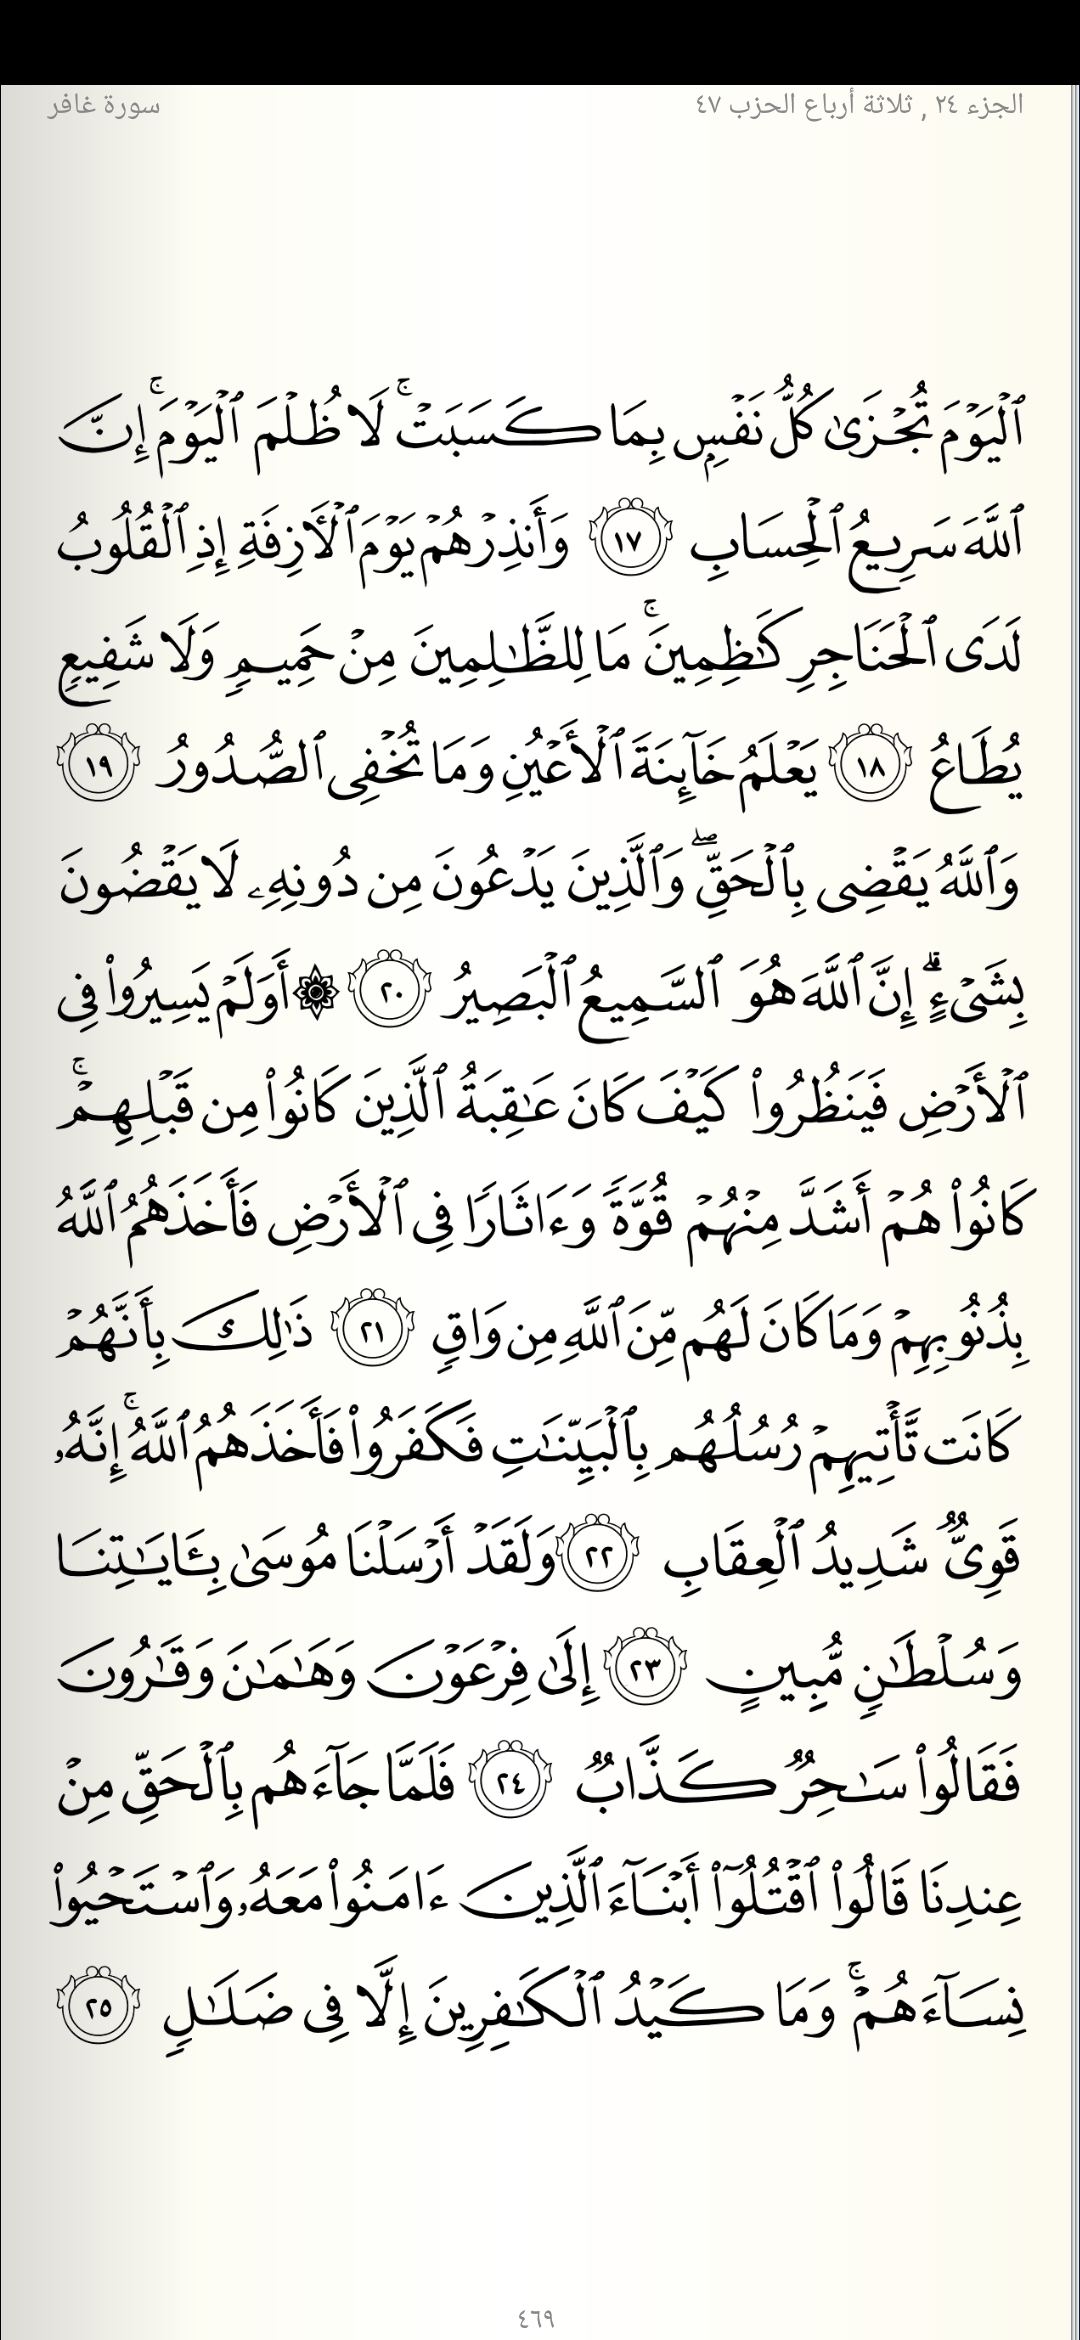 الجزء ٢٤ , ثلاثة أرباع الحزب ٤٧
سورة غافر
ٱلۡيَوۡمَ تُجۡزَىٰ كُلُّ نَفۡسِۭ بِمَا كَسَبَتۡۚ لَا ظُلۡمَ ٱلۡيَوۡمَۚ إِنَّ
ٱللَّهَ سَرِيعُ ٱلۡحِسَابِ ١٧ وَأَنذِرۡهُمۡ يَوۡمَ ٱلۡأٓزِفَةِ إِذِ ٱلۡقُلُوبُ
لَدَى ٱلۡحَنَاجِرِ كَٰظِمِينَۚ مَا لِلظَّٰلِمِينَ مِنۡ حَمِيمٖ وَلَا شَفِيعٖ
يُطَاعُ ١٨ يَعۡلَمُ خَآئِنَةَ ٱلۡأَعۡيُنِ وَمَا تُخۡفِي ٱلصُّدُورُ ١٩
وَٱللَّهُ يَقۡضِي بِٱلۡحَقِّۖ وَٱلَّذِينَ يَدۡعُونَ مِن دُونِهِۦ لَا يَقۡضُونَ
بِشَيۡءٍۗ إِنَّ ٱللَّهَ هُوَ ٱلسَّمِيعُ ٱلۡبَصِيرُ ٢٠ ۞أَوَلَمۡ يَسِيرُواْ فِي
ٱلۡأَرۡضِ فَيَنظُرُواْ كَيۡفَ كَانَ عَٰقِبَةُ ٱلَّذِينَ كَانُواْ مِن قَبۡلِهِمۡۚ
كَانُواْ هُمۡ أَشَدَّ مِنۡهُمۡ قُوَّةٗ وَءَاثَارٗا فِي ٱلۡأَرۡضِ فَأَخَذَهُمُ ٱللَّهُ
بِذُنُوبِهِمۡ وَمَا كَانَ لَهُم مِّنَ ٱللَّهِ مِن وَاقٖ ٢١ ذَٰلِكَ بِأَنَّهُمۡ
كَانَت تَّأۡتِيهِمۡ رُسُلُهُم بِٱلۡبَيِّنَٰتِ فَكَفَرُواْ فَأَخَذَهُمُ ٱللَّهُۚ إِنَّهُۥ
قَوِيّٞ شَدِيدُ ٱلۡعِقَابِ ٢٢ وَلَقَدۡ أَرۡسَلۡنَا مُوسَىٰ بِـَٔايَٰتِنَا
وَسُلۡطَٰنٖ مُّبِينٍ ٢٣ إِلَىٰ فِرۡعَوۡنَ وَهَٰمَٰنَ وَقَٰرُونَ
فَقَالُواْ سَٰحِرٞ كَذَّابٞ ٢٤ فَلَمَّا جَآءَهُم بِٱلۡحَقِّ مِنۡ
عِندِنَا قَالُواْ ٱقۡتُلُوٓاْ أَبۡنَآءَ ٱلَّذِينَ ءَامَنُواْ مَعَهُۥ وَٱسۡتَحۡيُواْ
نِسَآءَهُمۡۚ وَمَا كَيۡدُ ٱلۡكَٰفِرِينَ إِلَّا فِي ضَلَٰلٖ ٢٥
٤٦٩